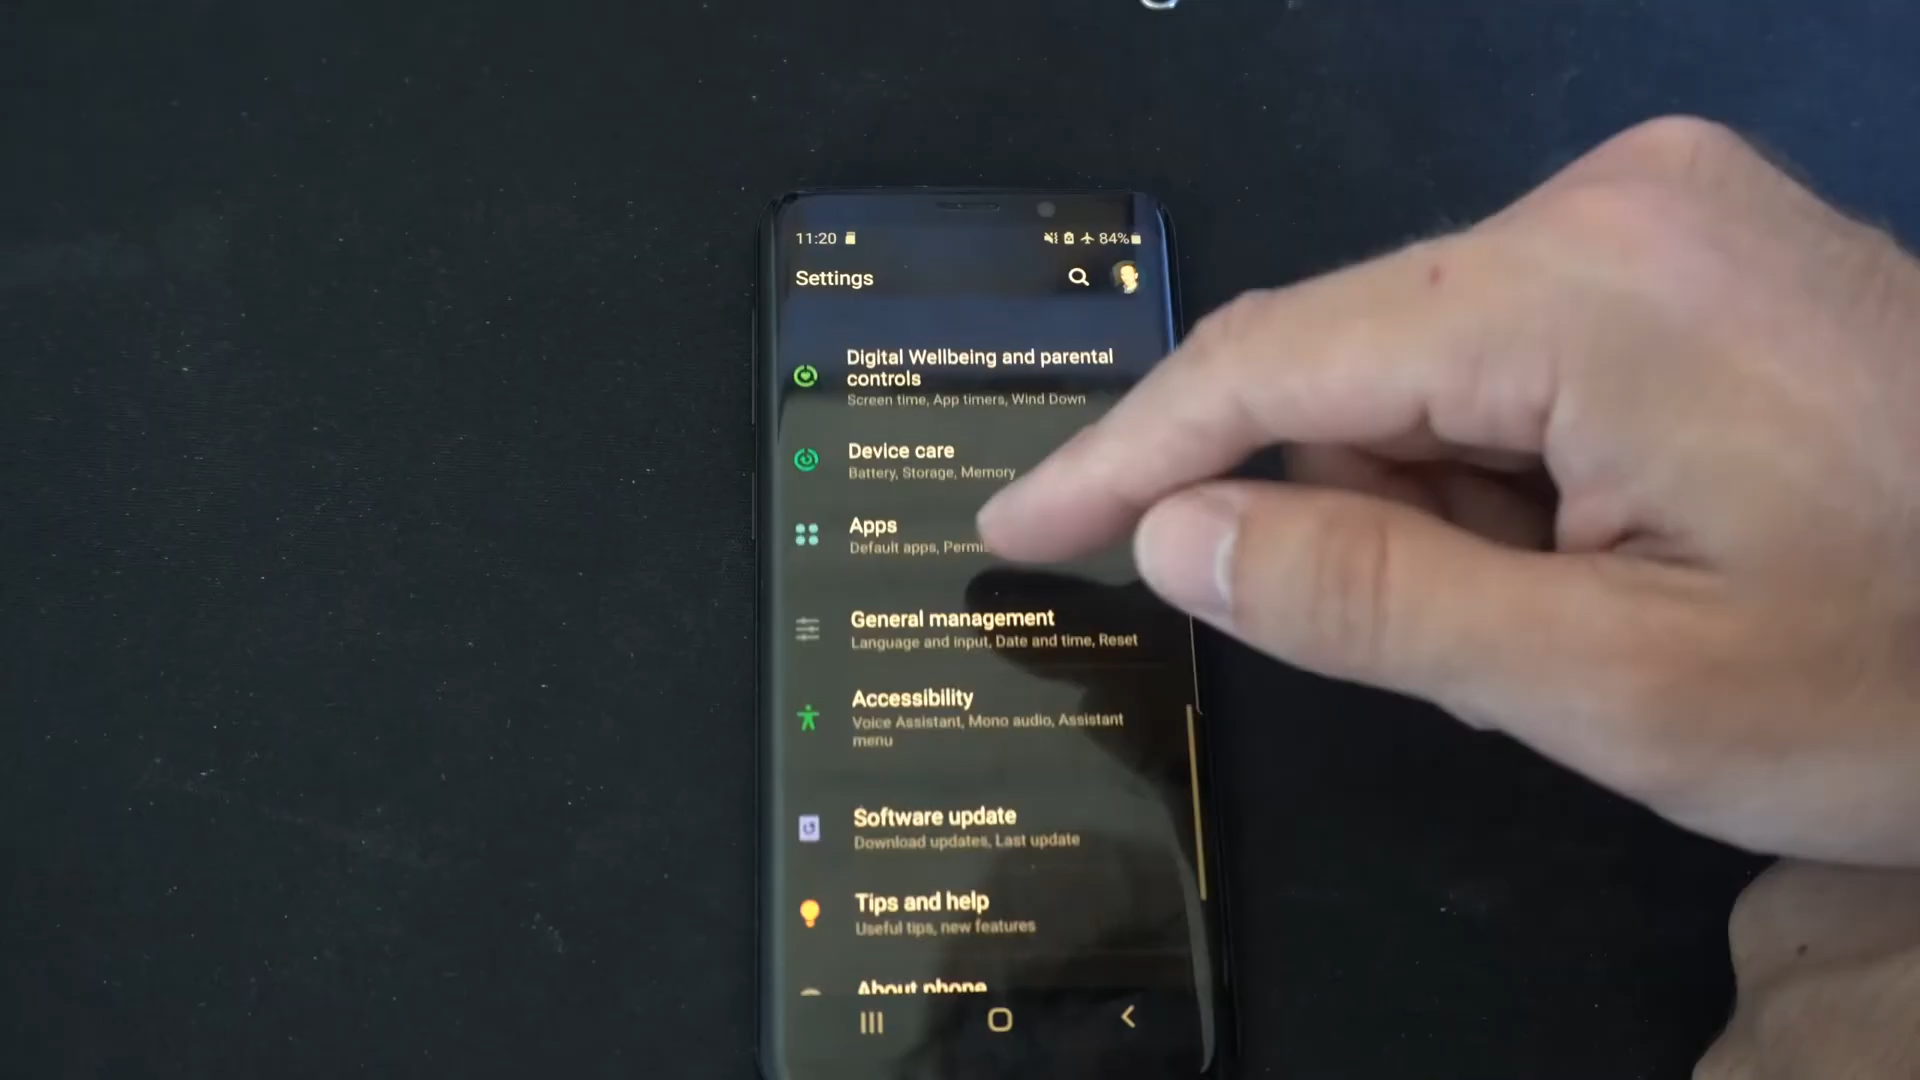 11:20
84%
Settings
Digital Wellbeing and parental
controls
Screen time, App timers, Wind Down
Device care
Battery, Storage, Memory
Apps
Default apps,
General management
Language and input, Date and time, Reset
Accessibility
Voice Assistant, Mono audio, Assistant
menu
Software update
Download updates, Last update
Tips and help
Useful tips, new features
About phone